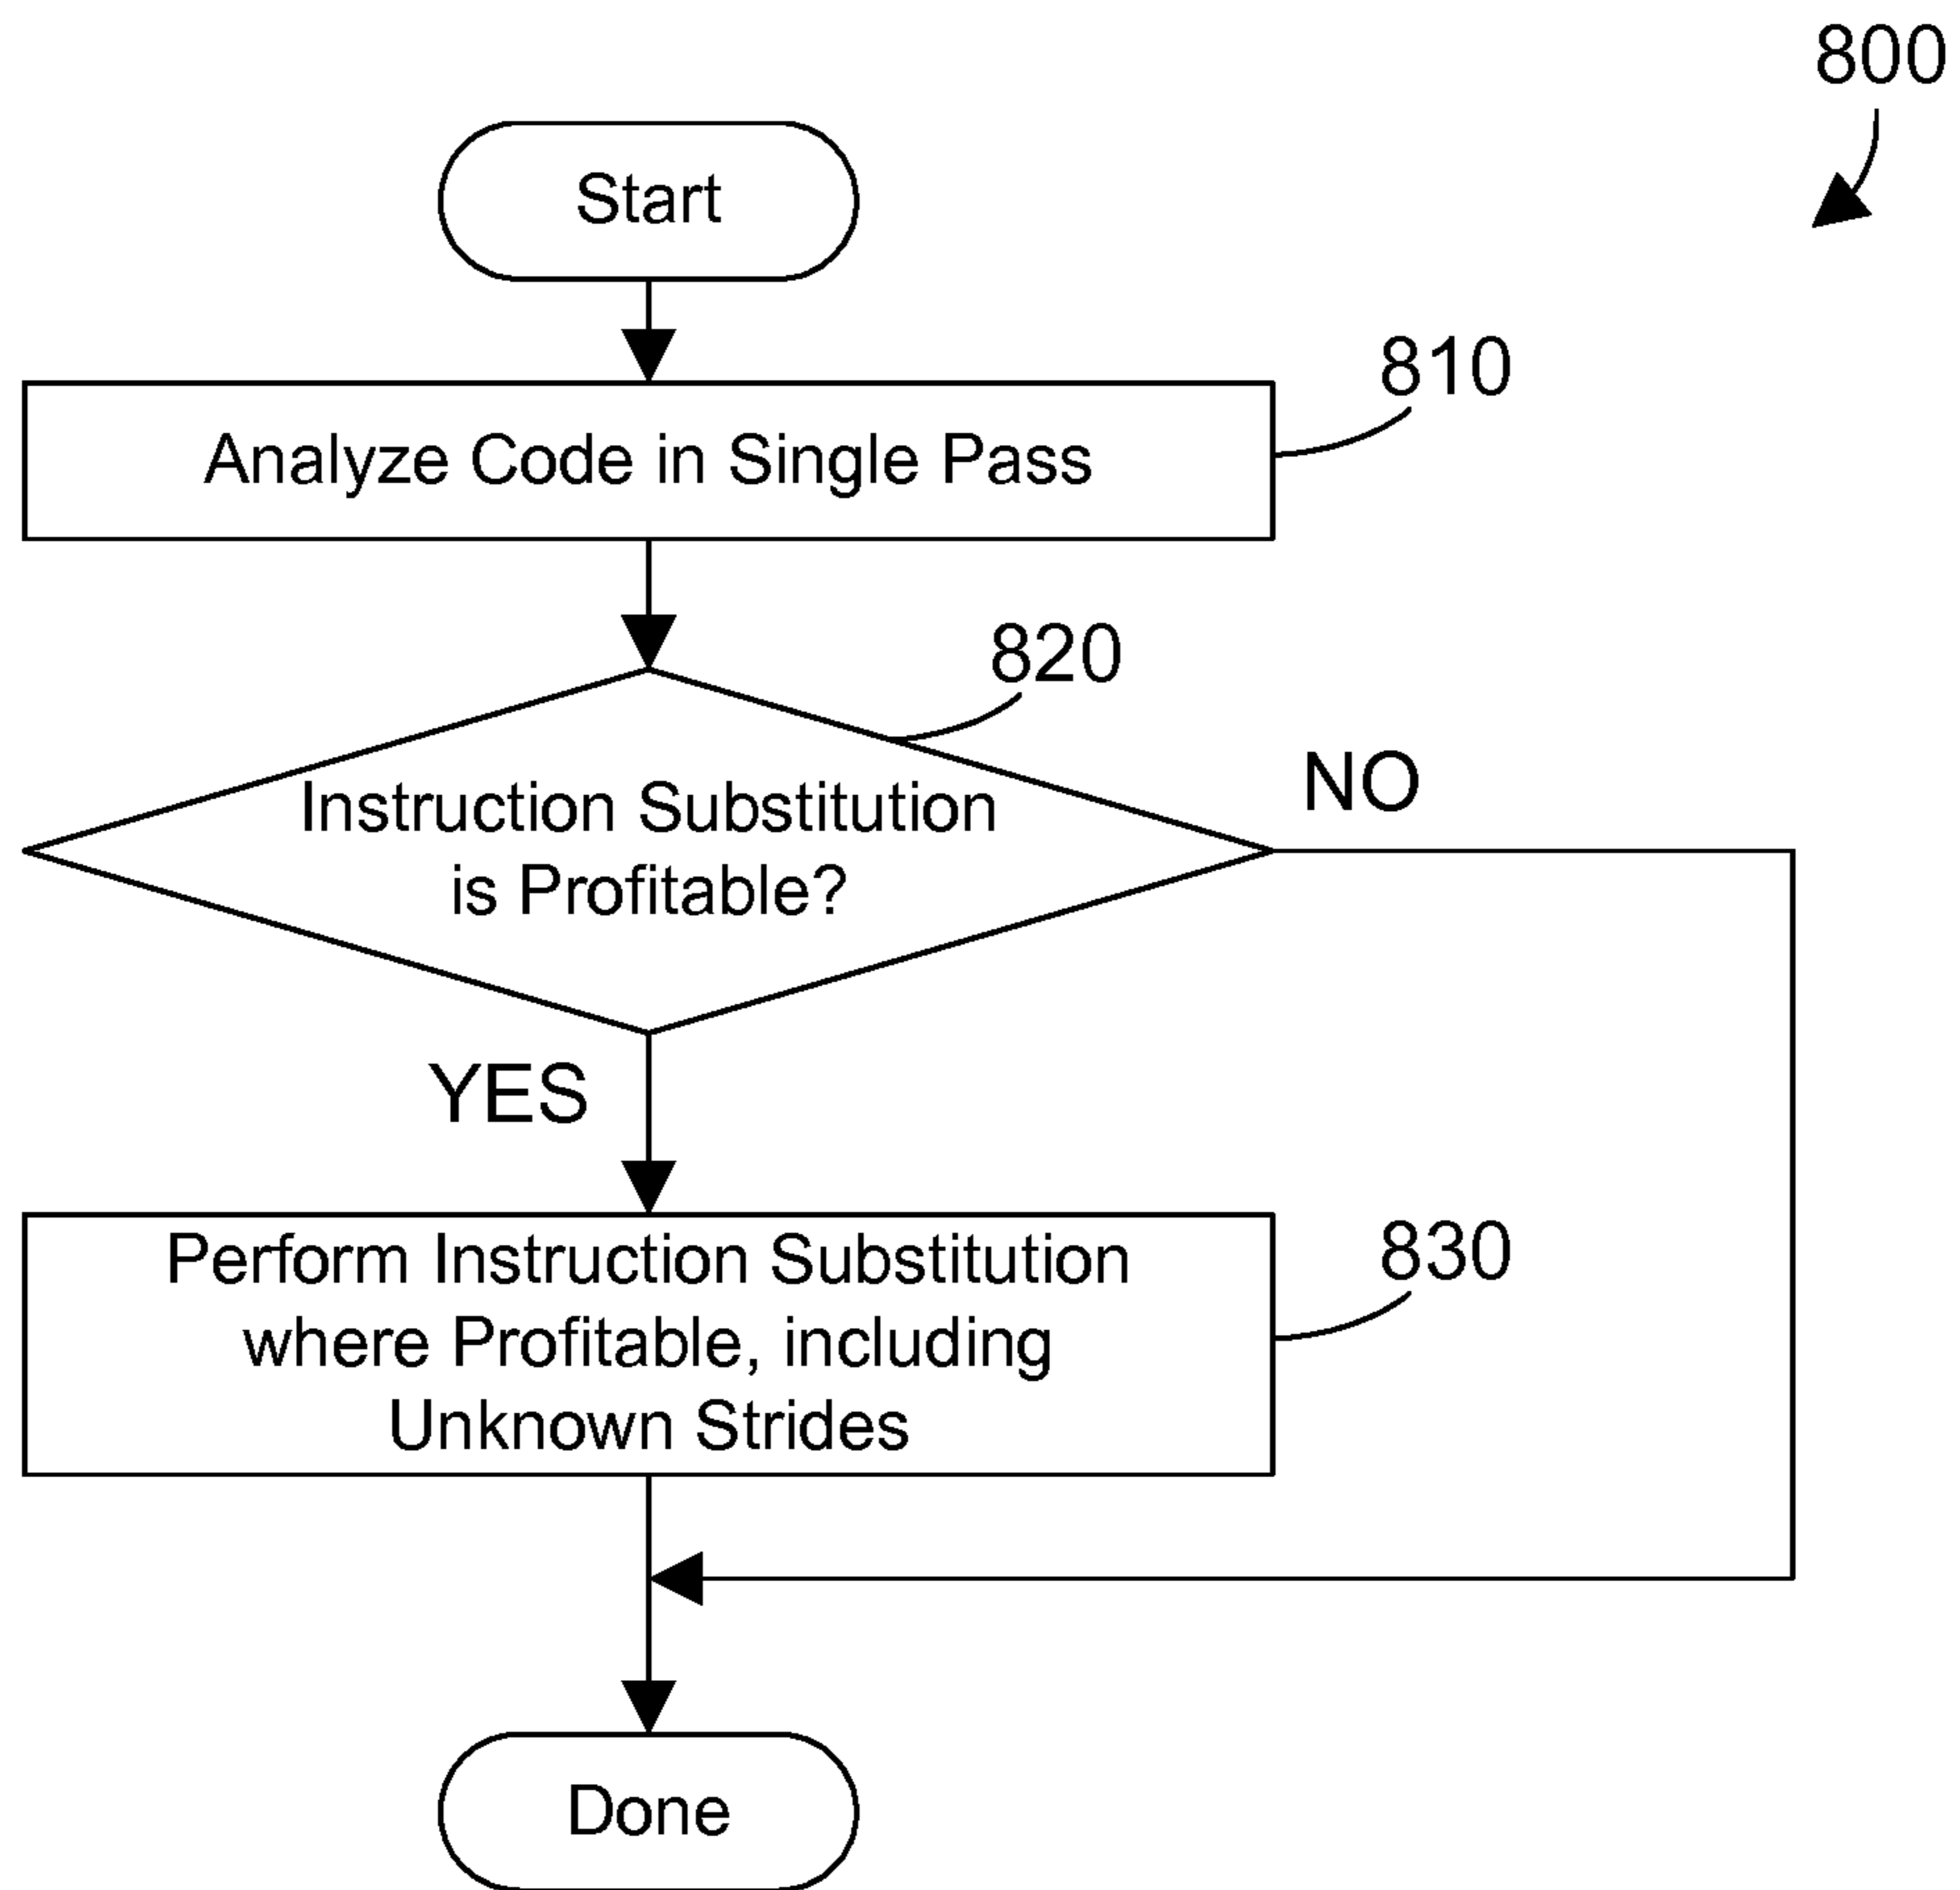 800
Start
810
Analyze Code in Single Pass
820
Instruction Substitution
is Profitable?
NO
YES
830
Perform Instruction Substitution
where Profitable, including
Unknown Strides
Done